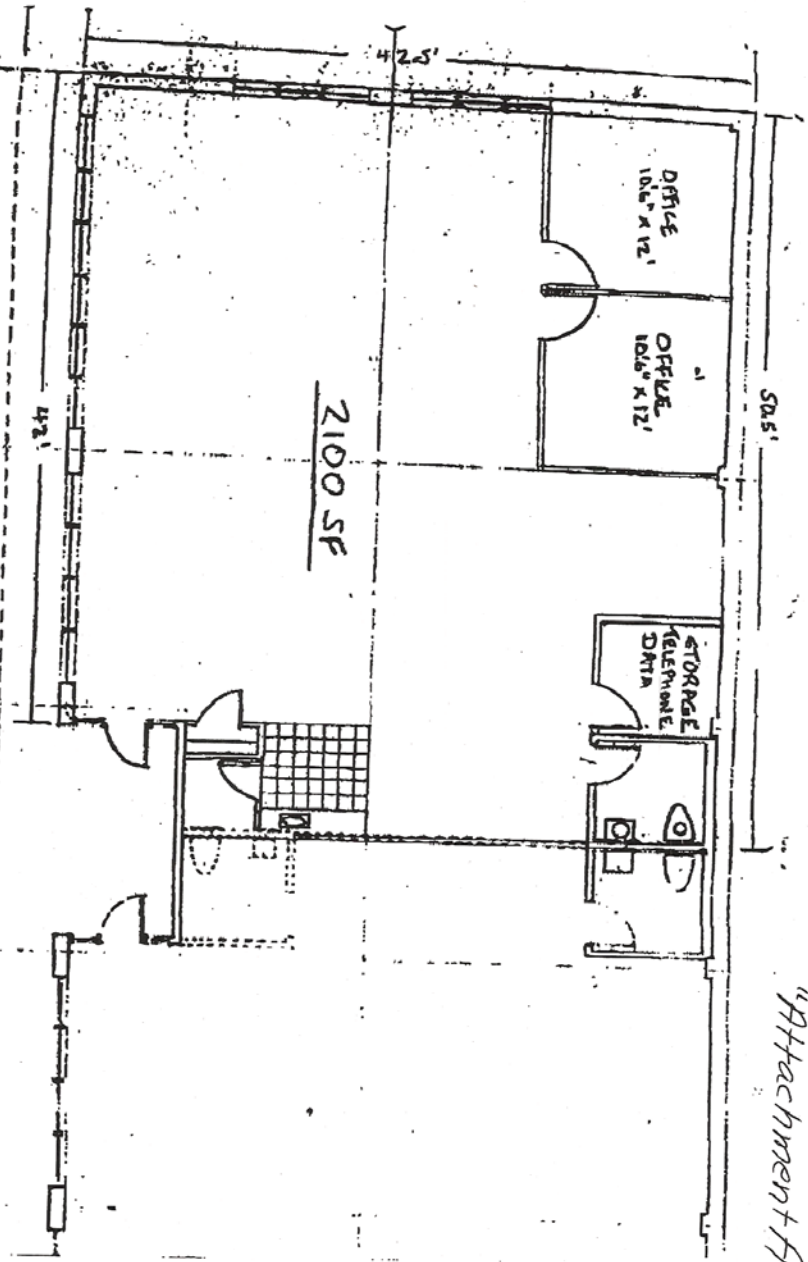 42.5'
OFFICE
10'6" X 12'
OFFICE
10'6" X 12'
50.5'
42'
2100 SF
STORAGE
TELEPHONE
DATA
"Attachment A